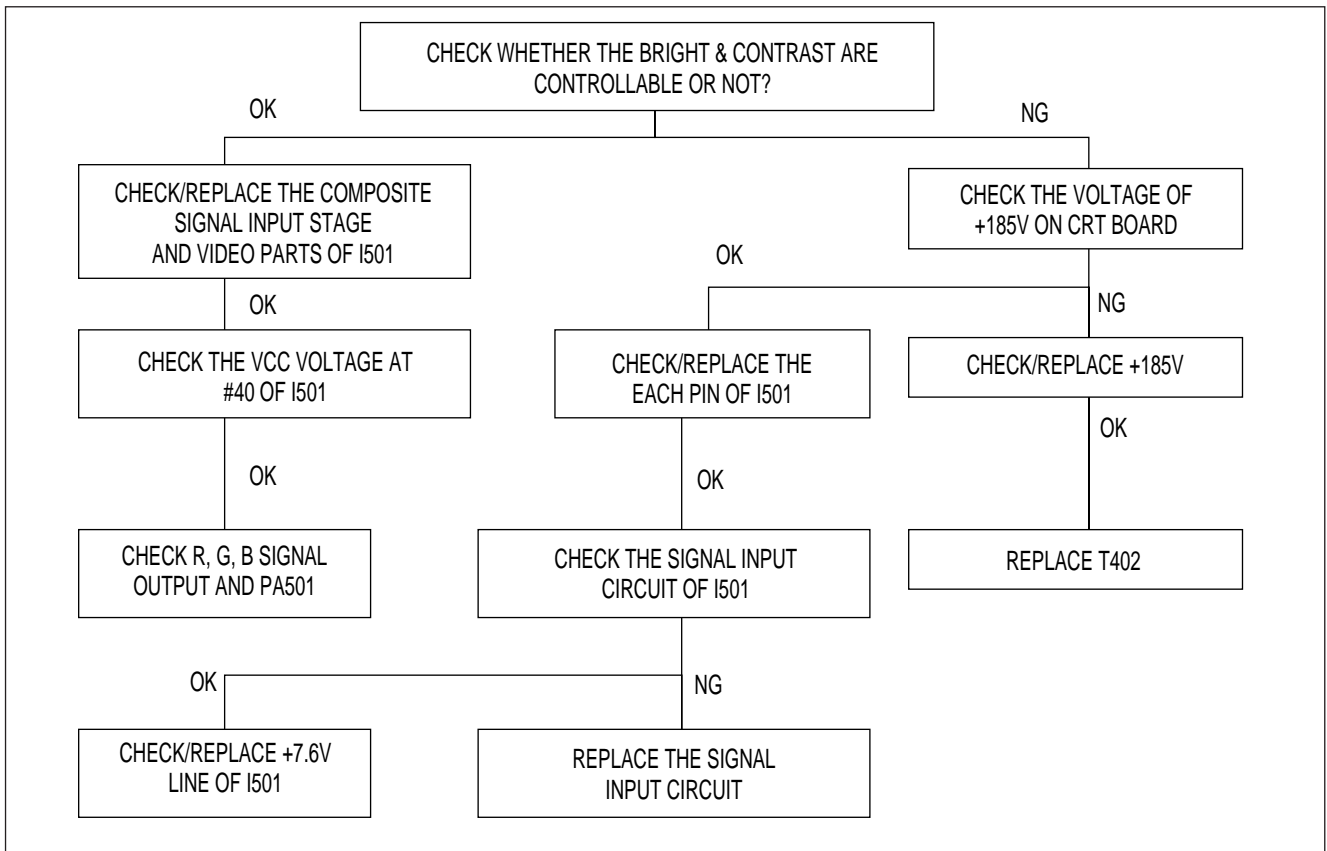 CHECK WHETHER THE BRIGHT & CONTRAST ARE
CONTROLLABLE OR NOT?
OK
NG
CHECK/REPLACE THE COMPOSITE
SIGNAL INPUT STAGE
AND VIDEO PARTS OF I501
CHECK THE VOLTAGE OF
+185V ON CRT BOARD
OK
OK
NG
CHECK THE VCC VOLTAGE AT
#40 OF I501
CHECK/REPLACE THE
EACH PIN OF I501
CHECK/REPLACE +185V
OK
OK
OK
CHECK R, G, B SIGNAL
OUTPUT AND PA501
CHECK THE SIGNAL INPUT
CIRCUIT OF I501
REPLACE T402
OK
NG
CHECK/REPLACE +7.6V
LINE OF I501
REPLACE THE SIGNAL
INPUT CIRCUIT